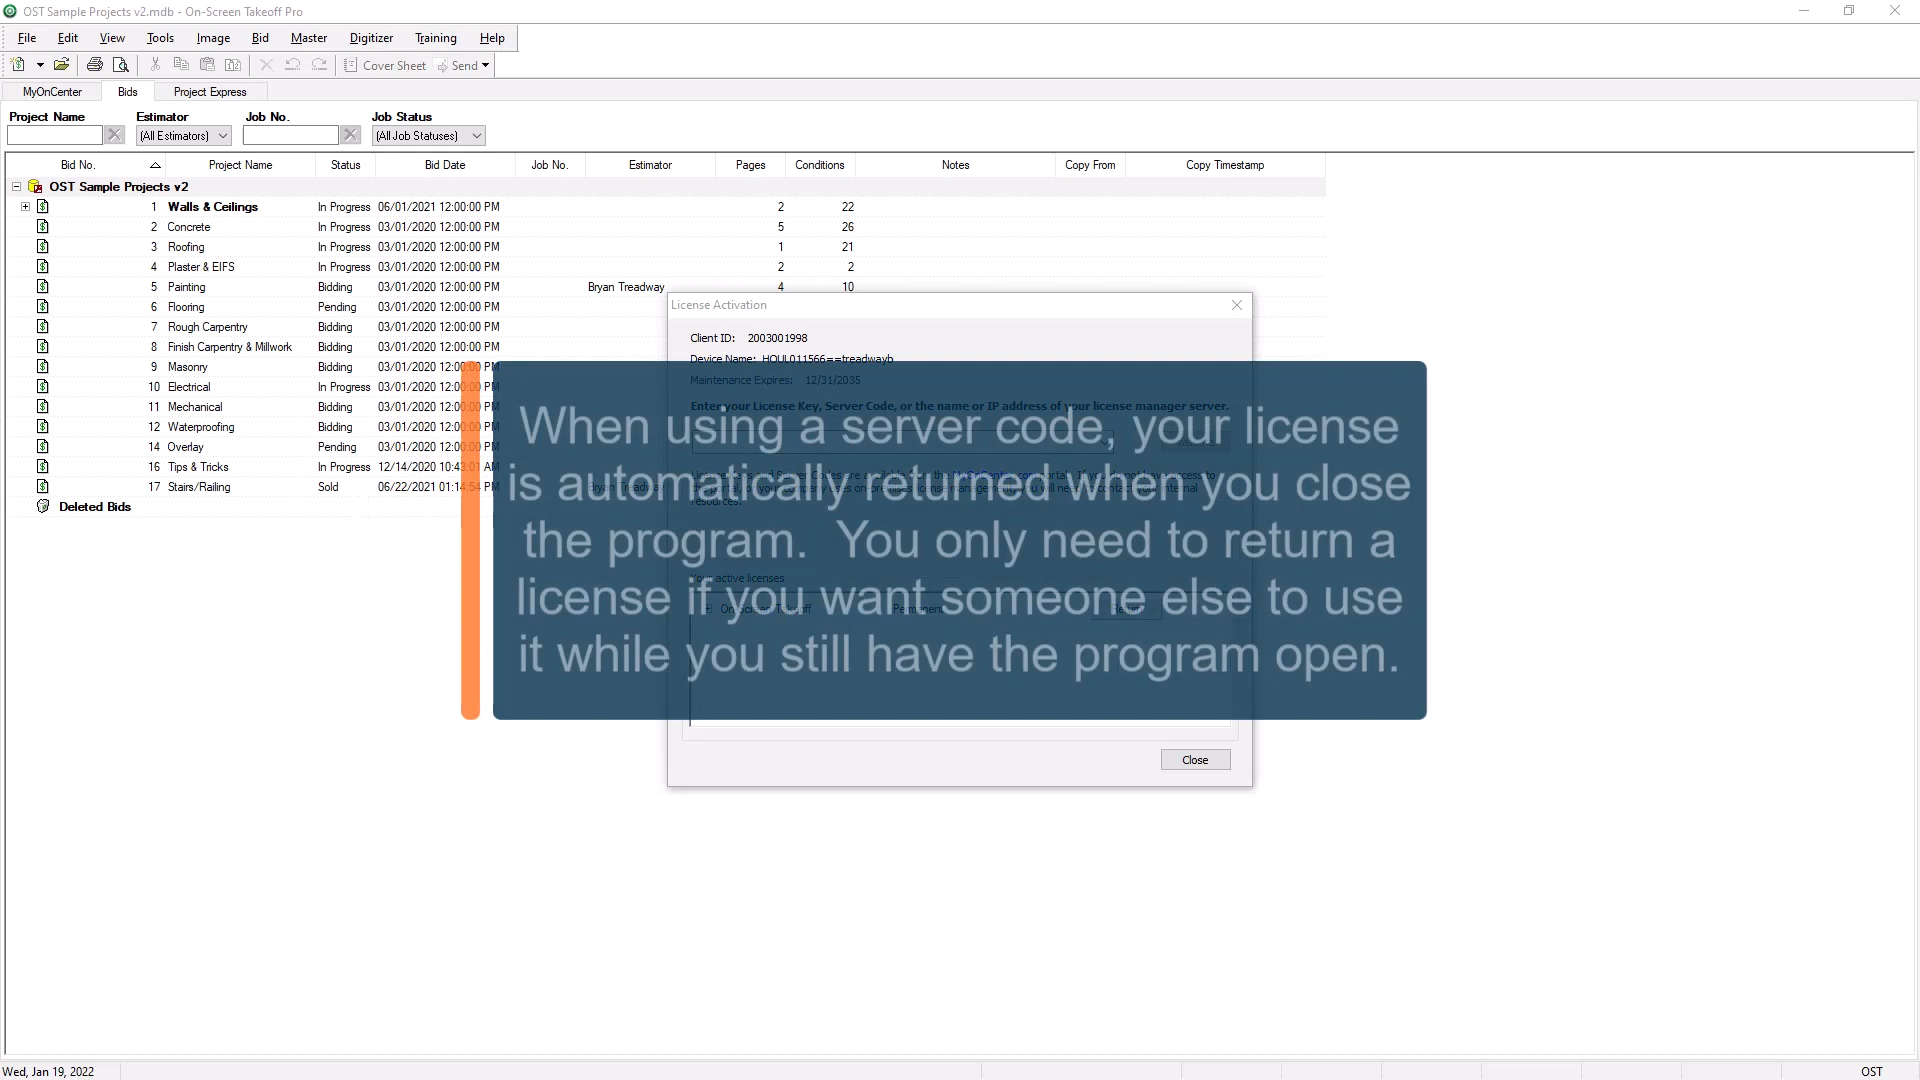 OST Sample Projects v2.mdb - On-Screen Takeoff Pro
File Edit View Tools Image Bid Master Digitizer Training Help
Cover Sheet Send
MyOnCenter Bids Project Express
Project Name Estimator Job No. Job Status
(All Estimators) (All Job Statuses)
Bid No. Project Name Status Bid Date Job No. Estimator Pages Conditions Notes Copy From Copy Timestamp
OST Sample Projects v2
1 Walls & Ceilings In Progress 06/01/2021 12:00:00 PM 2 22
2 Concrete In Progress 03/01/2020 12:00:00 PM 5 26
3 Roofing In Progress 03/01/2020 12:00:00 PM 1 21
4 Plaster & EIFS In Progress 03/01/2020 12:00:00 PM 2 2
5 Painting Bidding 03/01/2020 12:00:00 PM Bryan Treadway 4 10
6 Flooring Pending 03/01/2020 12:00:00 PM
7 Rough Carpentry Bidding 03/01/2020 12:00:00 PM
8 Finish Carpentry & Millwork Bidding 03/01/2020 12:00:00 PM
9 Masonry Bidding 03/01/2020 12:00:00 PM
10 Electrical In Progress 03/01/2020 12:00:00 PM
11 Mechanical Bidding 03/01/2020 12:00:00 PM
12 Waterproofing Bidding 03/01/2020 12:00:00 PM
14 Overlay Pending 03/01/2020 12:00:00 PM
16 Tips & Tricks In Progress 12/14/2020 10:43:01 AM
17 Stairs/Railing Sold 06/22/2021 01:14:54 PM Bryan Treadway
Deleted Bids
License Activation
Client ID: 2003001998
Device Name: HOUL011566==treadwayb
Maintenance Expires: 12/31/2035
Enter your License Key, Server Code, or the name or IP address of your license manager server.
When using a server code, your license
is automatically returned when you close
the program. You only need to return a
license if you want someone else to use
it while you still have the program open.
Your active licenses
On-Screen Takeoff Permanent Return
Close
Wed, Jan 19, 2022 OST